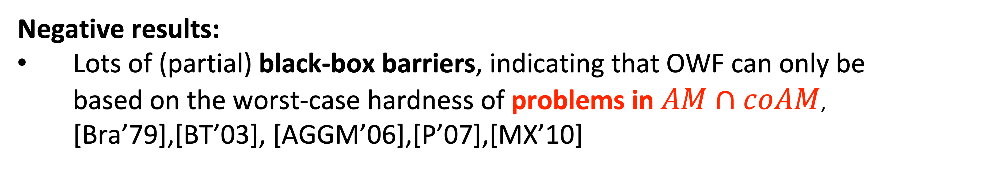 Negative results:
• Lots of (partial) black-box barriers, indicating that OWF can only be
based on the worst-case hardness of problems in 𝐴𝑀 ∩ 𝑐𝑜𝐴𝑀,
[Bra’79],[BT’03], [AGGM’06],[P’07],[MX’10]